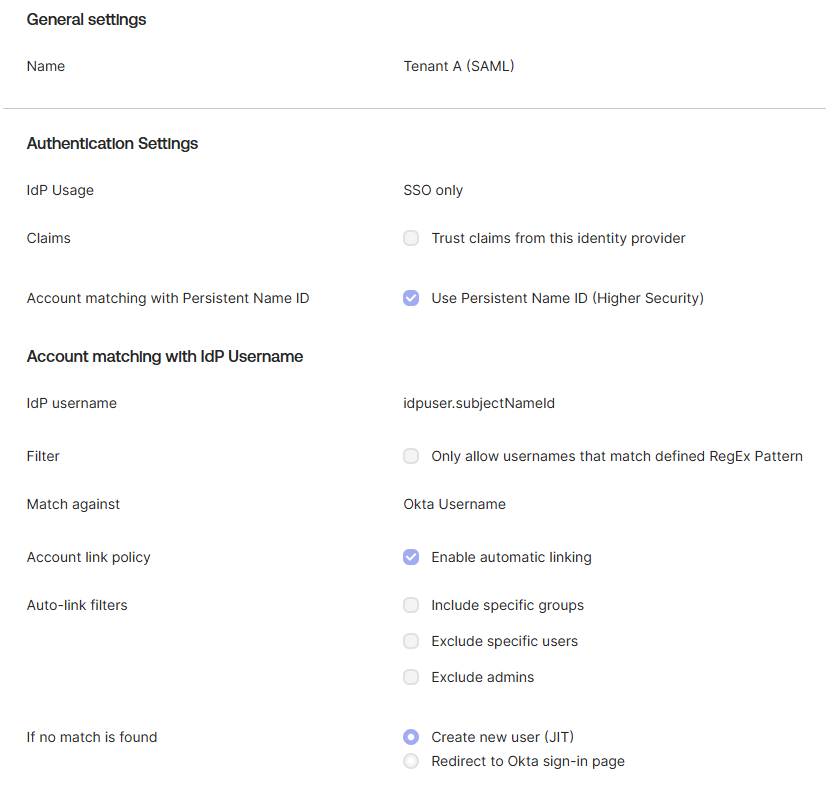 General settings
Name Tenant A (SAML)
Authentication Settings
IdP Usage SSO only
Claims Trust claims from this identity provider
Account matching with Persistent Name ID Use Persistent Name ID (Higher Security)
Account matching with IdP Username
IdP username idpuser.subjectNameId
Filter Only allow usernames that match defined RegEx Pattern
Match against Okta Username
Account link policy Enable automatic linking
Auto-link filters Include specific groups
Exclude specific users
Exclude admins
If no match is found Create new user (JIT)
Redirect to Okta sign-in page